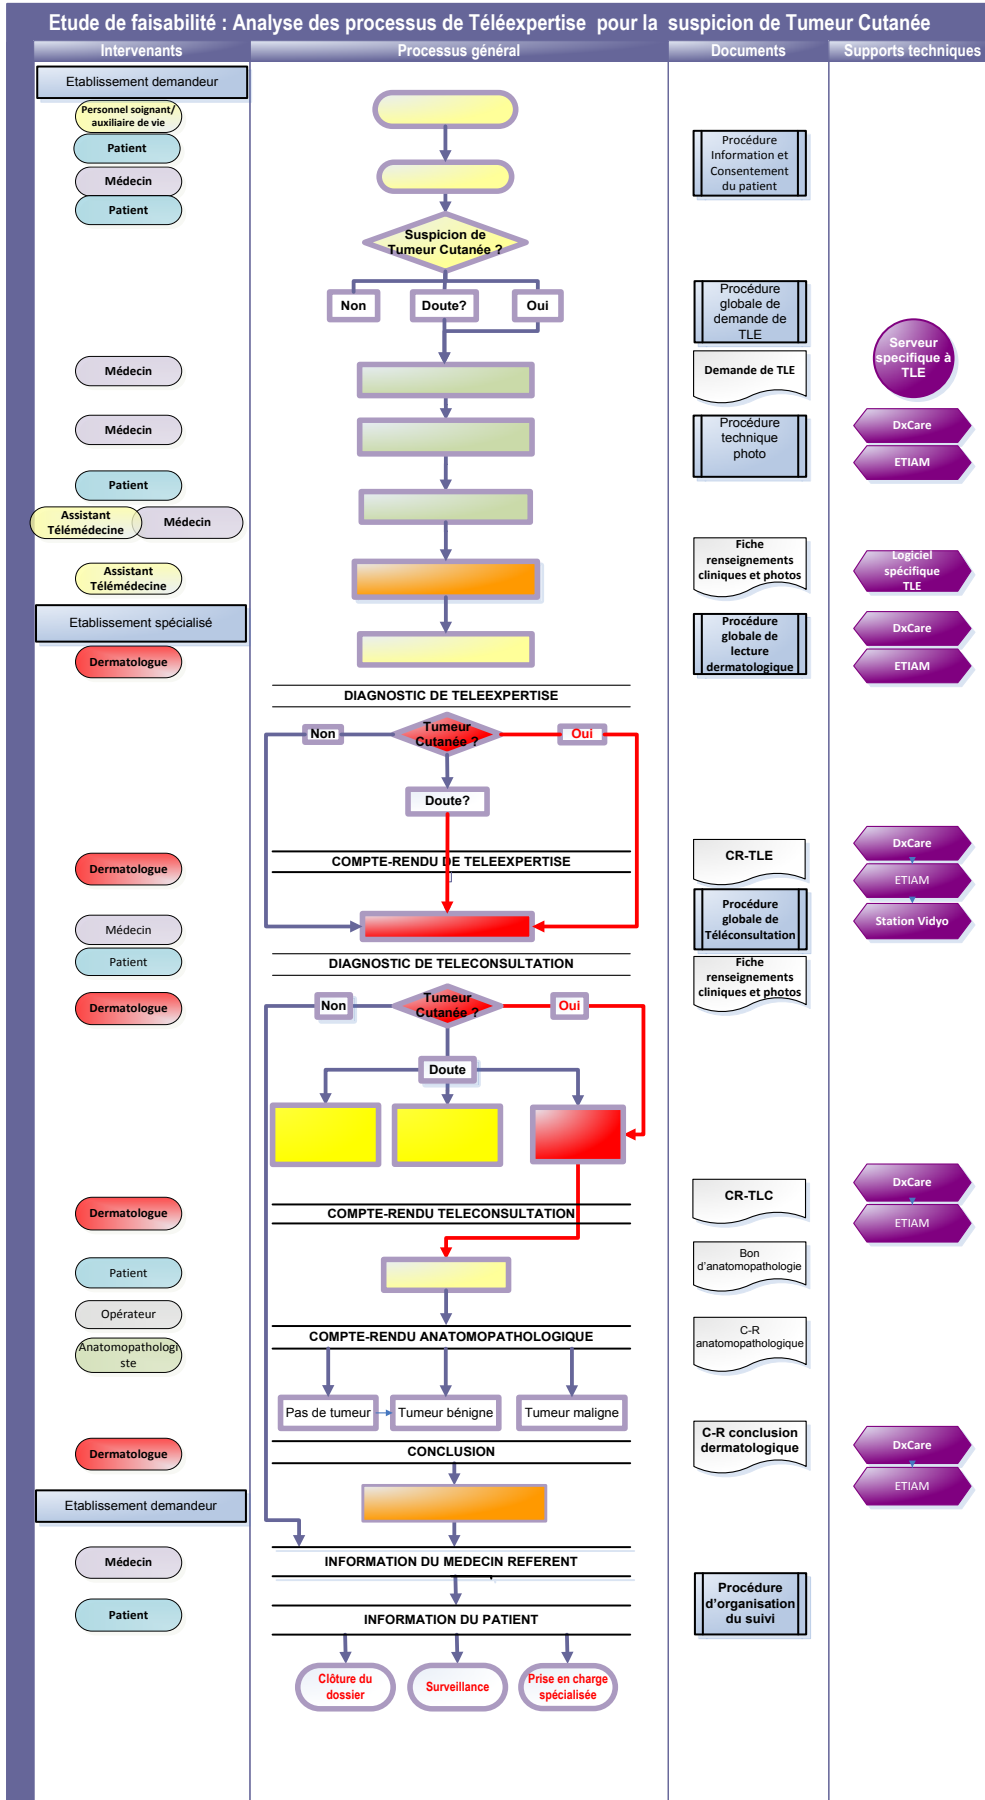 Etude de faisabilité : Analyse des processus de Téléexpertise pour la suspicion de Tumeur Cutanée
Intervenants
Processus général
Documents
Supports techniques
Etablissement demandeur
Personnel soignant/
auxiliaire de vie
Patient
Médecin
Patient
Procédure
Information et
Consentement
du patient
Suspicion de
Tumeur Cutanée ?
Non
Doute?
Oui
Procédure
globale de
demande de
TLE
Serveur
specifique à
TLE
Médecin
Demande de TLE
Médecin
Procédure
technique
photo
DxCare
ETIAM
Patient
Assistant
Télémédecine
Médecin
Assistant
Télémédecine
Fiche
renseignements
cliniques et photos
Logiciel
spécifique
TLE
Etablissement spécialisé
Dermatologue
Procédure
globale de
lecture
dermatologique
DxCare
ETIAM
DIAGNOSTIC DE TELEEXPERTISE
Non
Tumeur
Cutanée ?
Oui
Doute?
COMPTE-RENDU DE TELEEXPERTISE
Dermatologue
CR-TLE
DxCare
ETIAM
Station Vidyo
Procédure
globale de
Téléconsultation
Médecin
Patient
DIAGNOSTIC DE TELECONSULTATION
Fiche
renseignements
cliniques et photos
Dermatologue
Non
Tumeur
Cutanée ?
Oui
Doute
Dermatologue
COMPTE-RENDU TELECONSULTATION
CR-TLC
DxCare
ETIAM
Patient
Bon
d'anatomopathologie
Opérateur
Anatomopathologi
ste
COMPTE-RENDU ANATOMOPATHOLOGIQUE
C-R
anatomopathologique
Pas de tumeur
Tumeur bénigne
Tumeur maligne
Dermatologue
CONCLUSION
C-R conclusion
dermatologique
DxCare
ETIAM
Etablissement demandeur
Médecin
INFORMATION DU MEDECIN REFERENT
Patient
INFORMATION DU PATIENT
Procédure
d'organisation
du suivi
Clôture du
dossier
Surveillance
Prise en charge
spécialisée